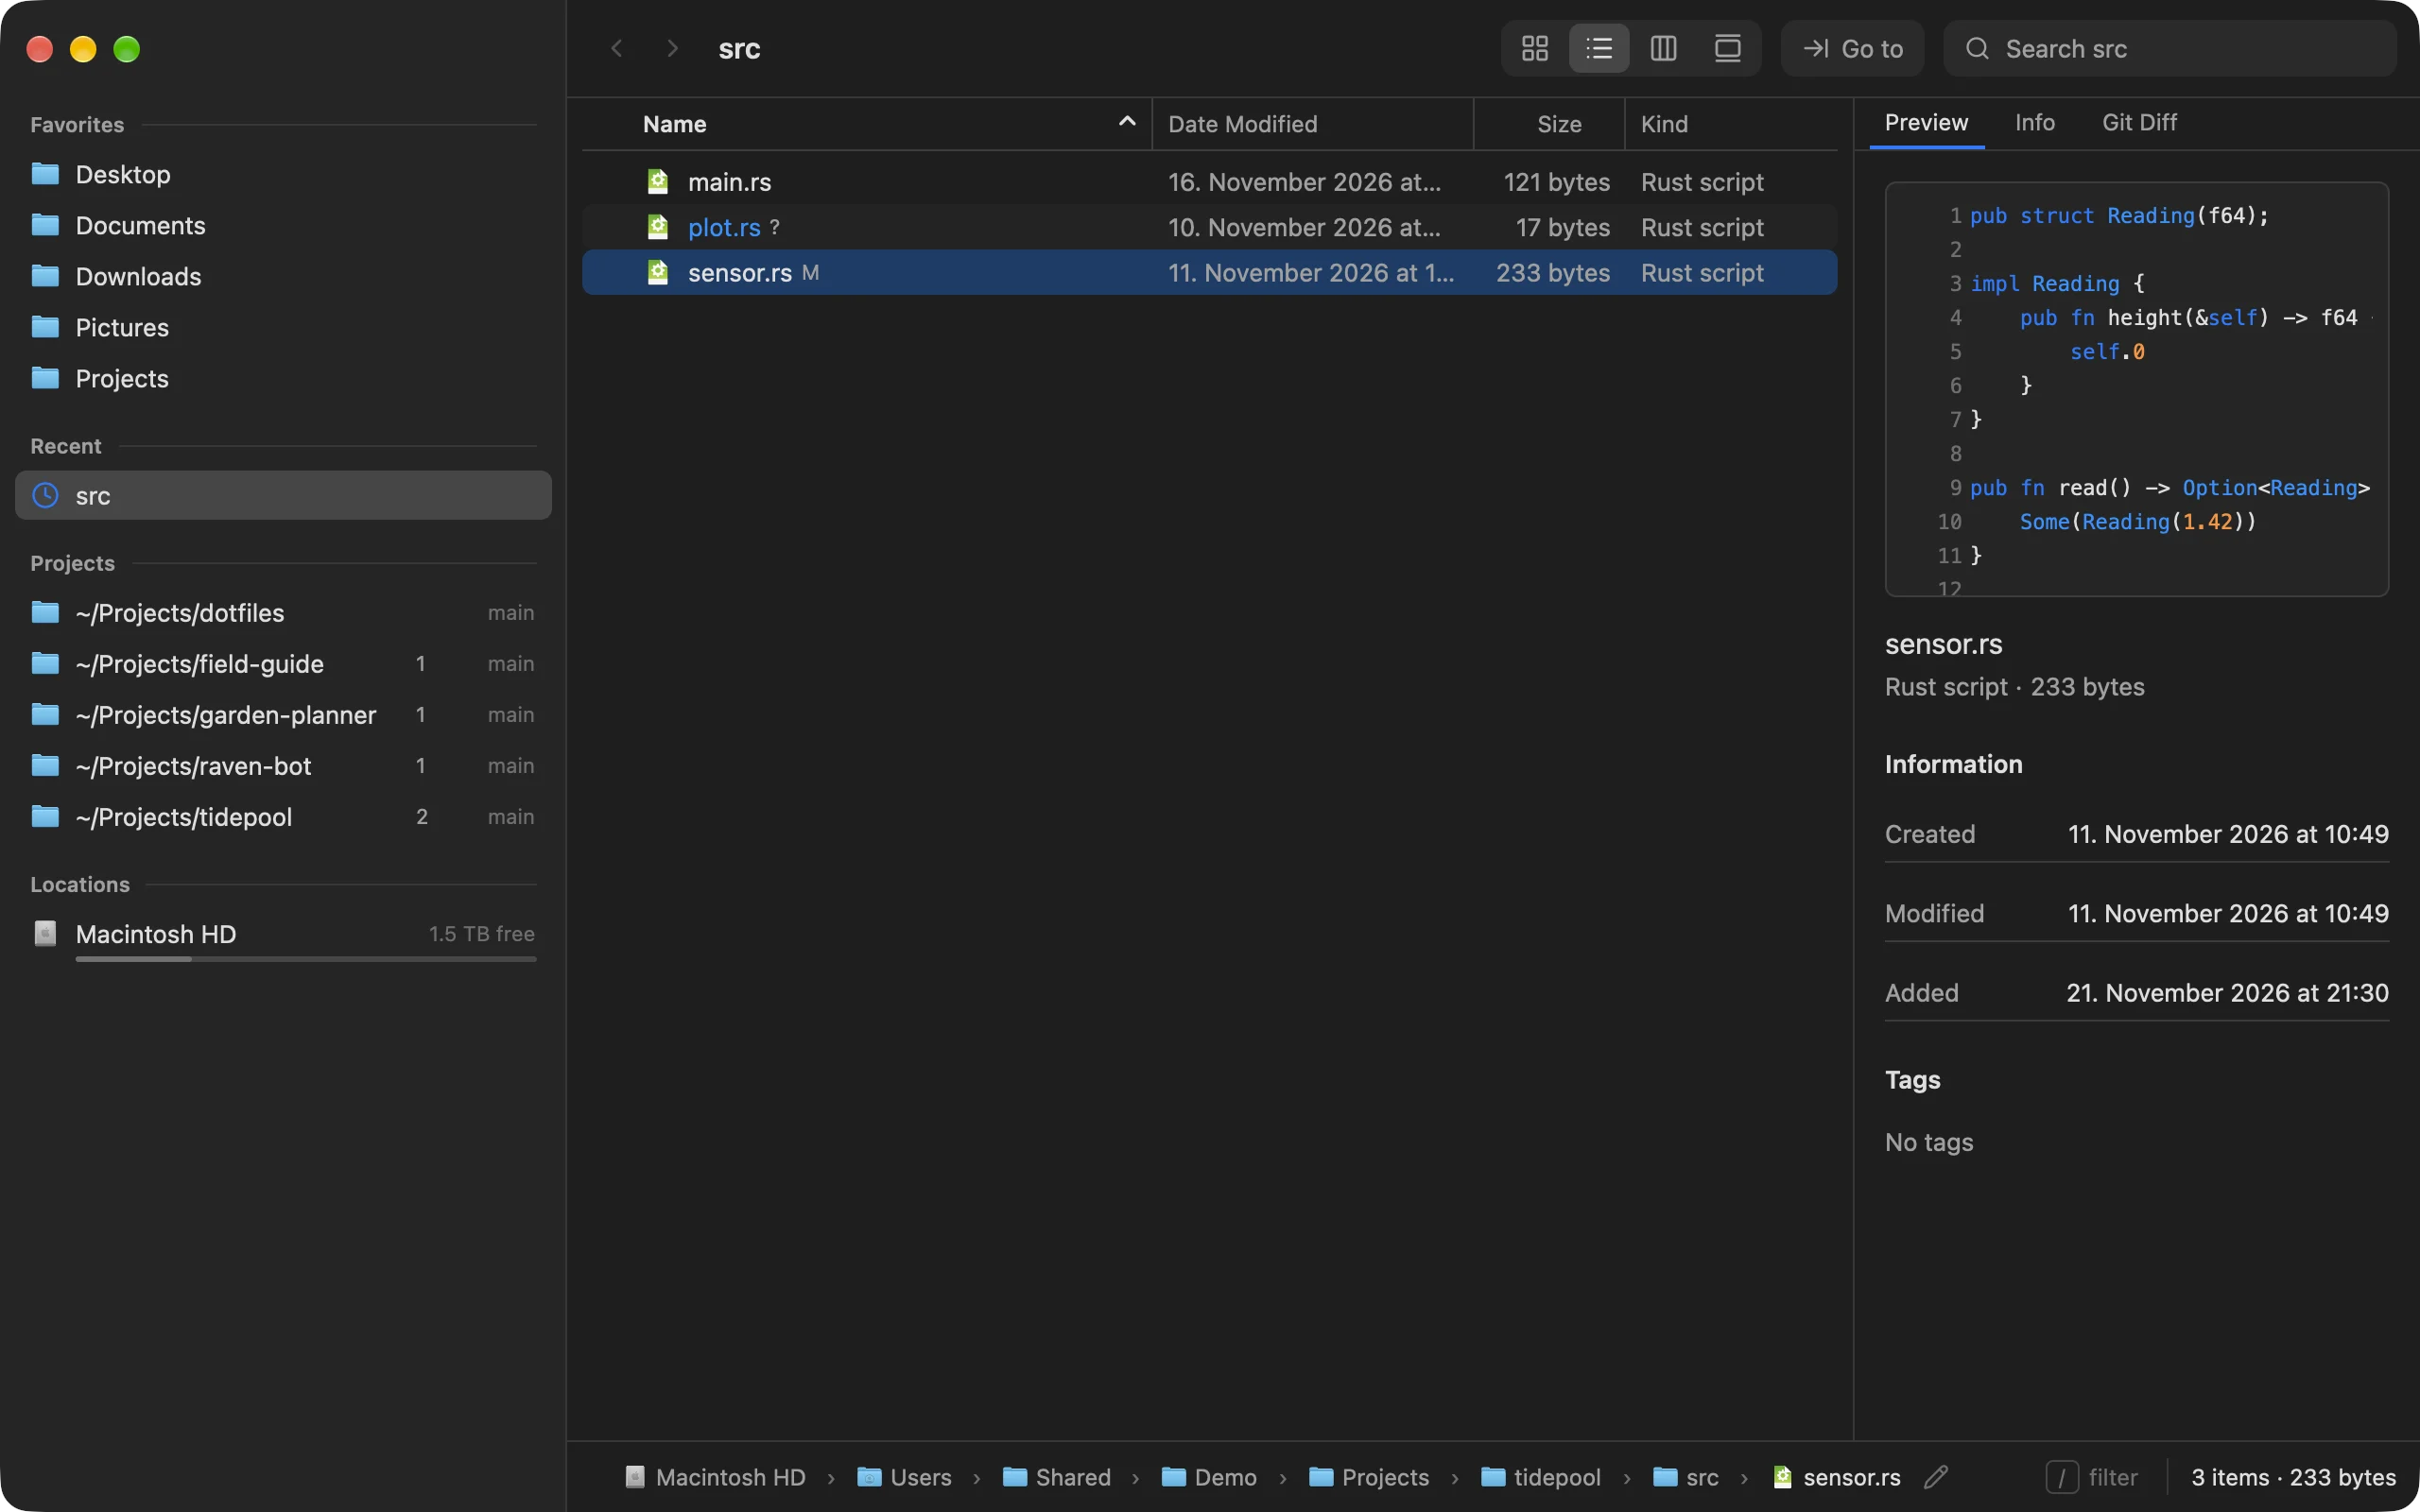 Favorites
Desktop
Documents
Downloads
Pictures
Projects
Recent
src
Projects
~/Projects/dotfiles main
~/Projects/field-guide 1 main
~/Projects/garden-planner 1 main
~/Projects/raven-bot 1 main
~/Projects/tidepool 2 main
Locations
Macintosh HD 1.5 TB free
src
Go to
Search src
Name Date Modified Size Kind
main.rs 16. November 2026 at... 121 bytes Rust script
plot.rs ? 10. November 2026 at... 17 bytes Rust script
sensor.rs M 11. November 2026 at 1... 233 bytes Rust script
Preview Info Git Diff
1 pub struct Reading(f64);
2
3 impl Reading {
4     pub fn height(&self) -> f64
5         self.0
6     }
7 }
8
9 pub fn read() -> Option<Reading>
10     Some(Reading(1.42))
11 }
12
sensor.rs
Rust script · 233 bytes
Information
Created 11. November 2026 at 10:49
Modified 11. November 2026 at 10:49
Added 21. November 2026 at 21:30
Tags
No tags
Macintosh HD › Users › Shared › Demo › Projects › tidepool › src › sensor.rs
/ filter
3 items · 233 bytes